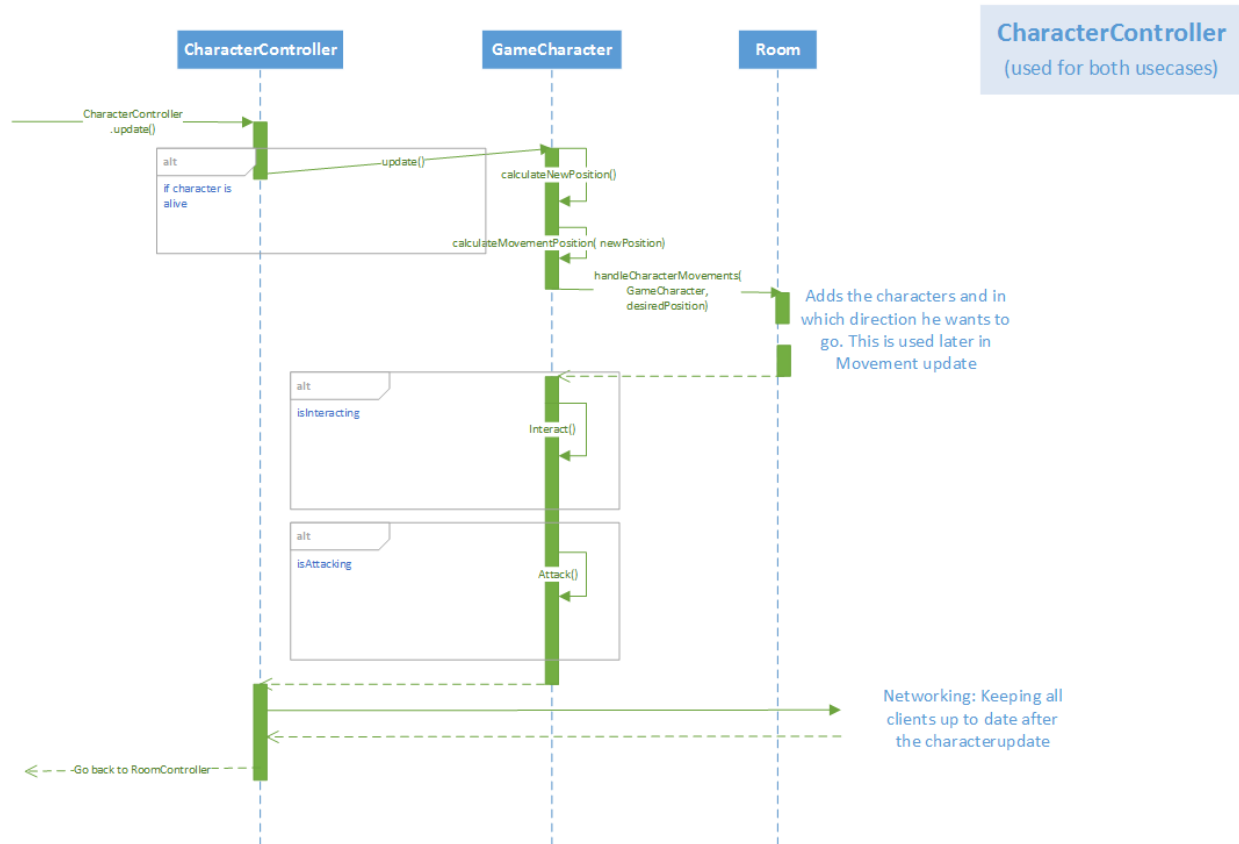 CharacterController
(used for both usecases)
CharacterController
GameCharacter
Room
CharacterController
.update()
alt
if character is
alive
update()
calculateNewPosition()
calculateMovementPosition( newPosition)
handleCharacterMovements(
GameCharacter,
desiredPosition)
Adds the characters and in
which direction he wants to
go. This is used later in
Movement update
alt
isInteracting
Interact()
alt
isAttacking
Attack()
Networking: Keeping all
clients up to date after
the characterupdate
Go back to RoomController